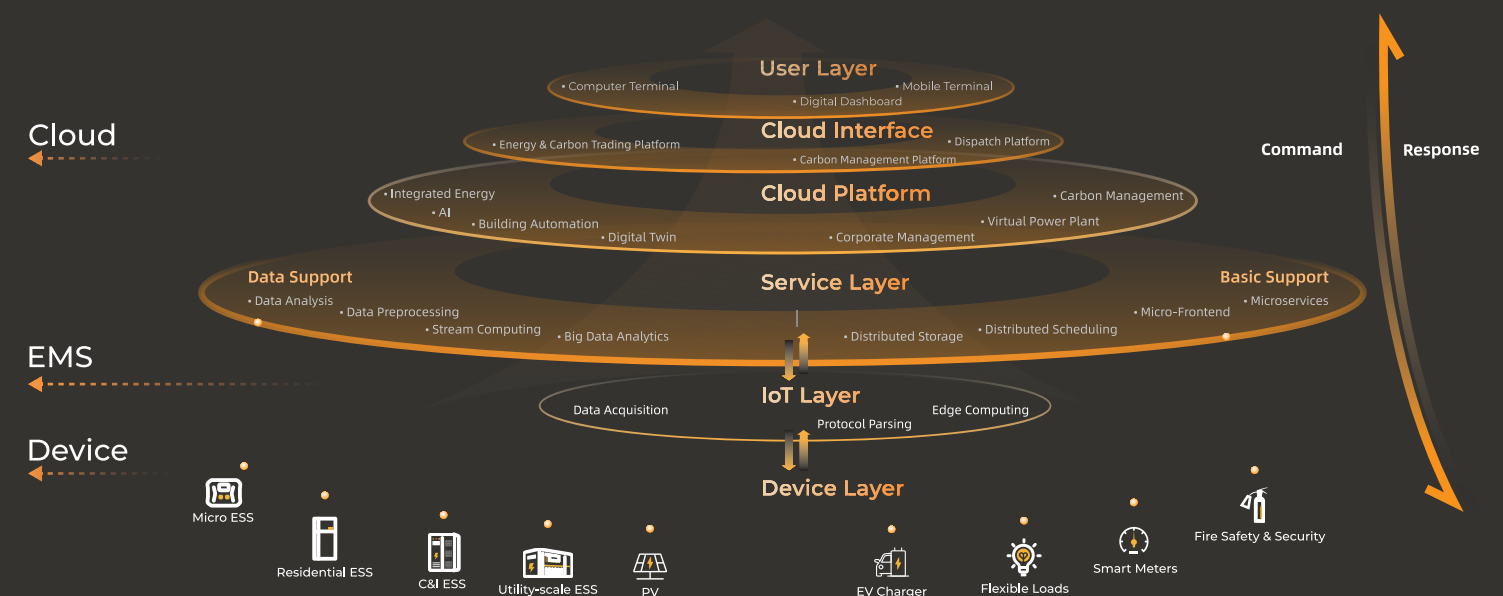 User Layer
• Computer Terminal
• Mobile Terminal
• Digital Dashboard
Cloud
Cloud Interface
• Energy & Carbon Trading Platform
• Dispatch Platform
• Carbon Management Platform
Command
Response
Cloud Platform
• Integrated Energy
• AI
• Building Automation
• Digital Twin
• Corporate Management
• Virtual Power Plant
• Carbon Management
Service Layer
Data Support
• Data Analysis
• Data Preprocessing
• Stream Computing
• Big Data Analytics
Basic Support
• Microservices
• Micro-Frontend
• Distributed Scheduling
• Distributed Storage
EMS
IoT Layer
Data Acquisition
Protocol Parsing
Edge Computing
Device
Device Layer
Micro ESS
Residential ESS
C&I ESS
Utility-scale ESS
PV
EV Charger
Flexible Loads
Smart Meters
Fire Safety & Security